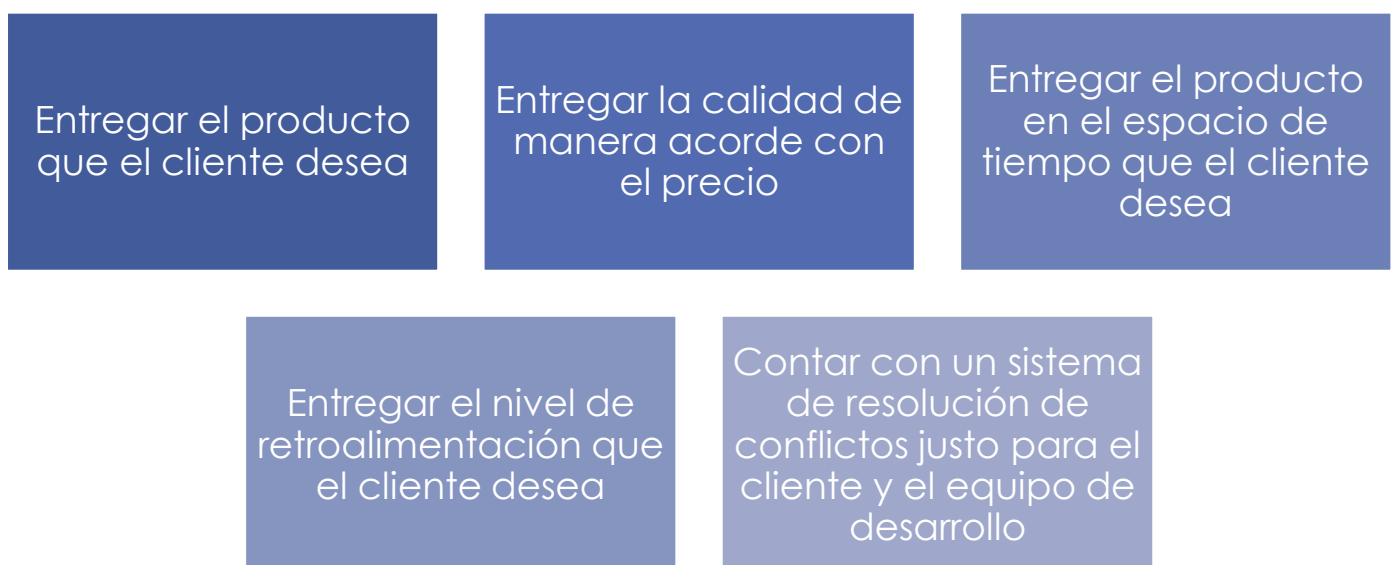 Entregar el producto
que el cliente desea
Entregar la calidad de
manera acorde con
el precio
Entregar el producto
en el espacio de
tiempo que el cliente
desea
Entregar el nivel de
retroalimentación que
el cliente desea
Contar con un sistema
de resolución de
conflictos justo para el
cliente y el equipo de
desarrollo